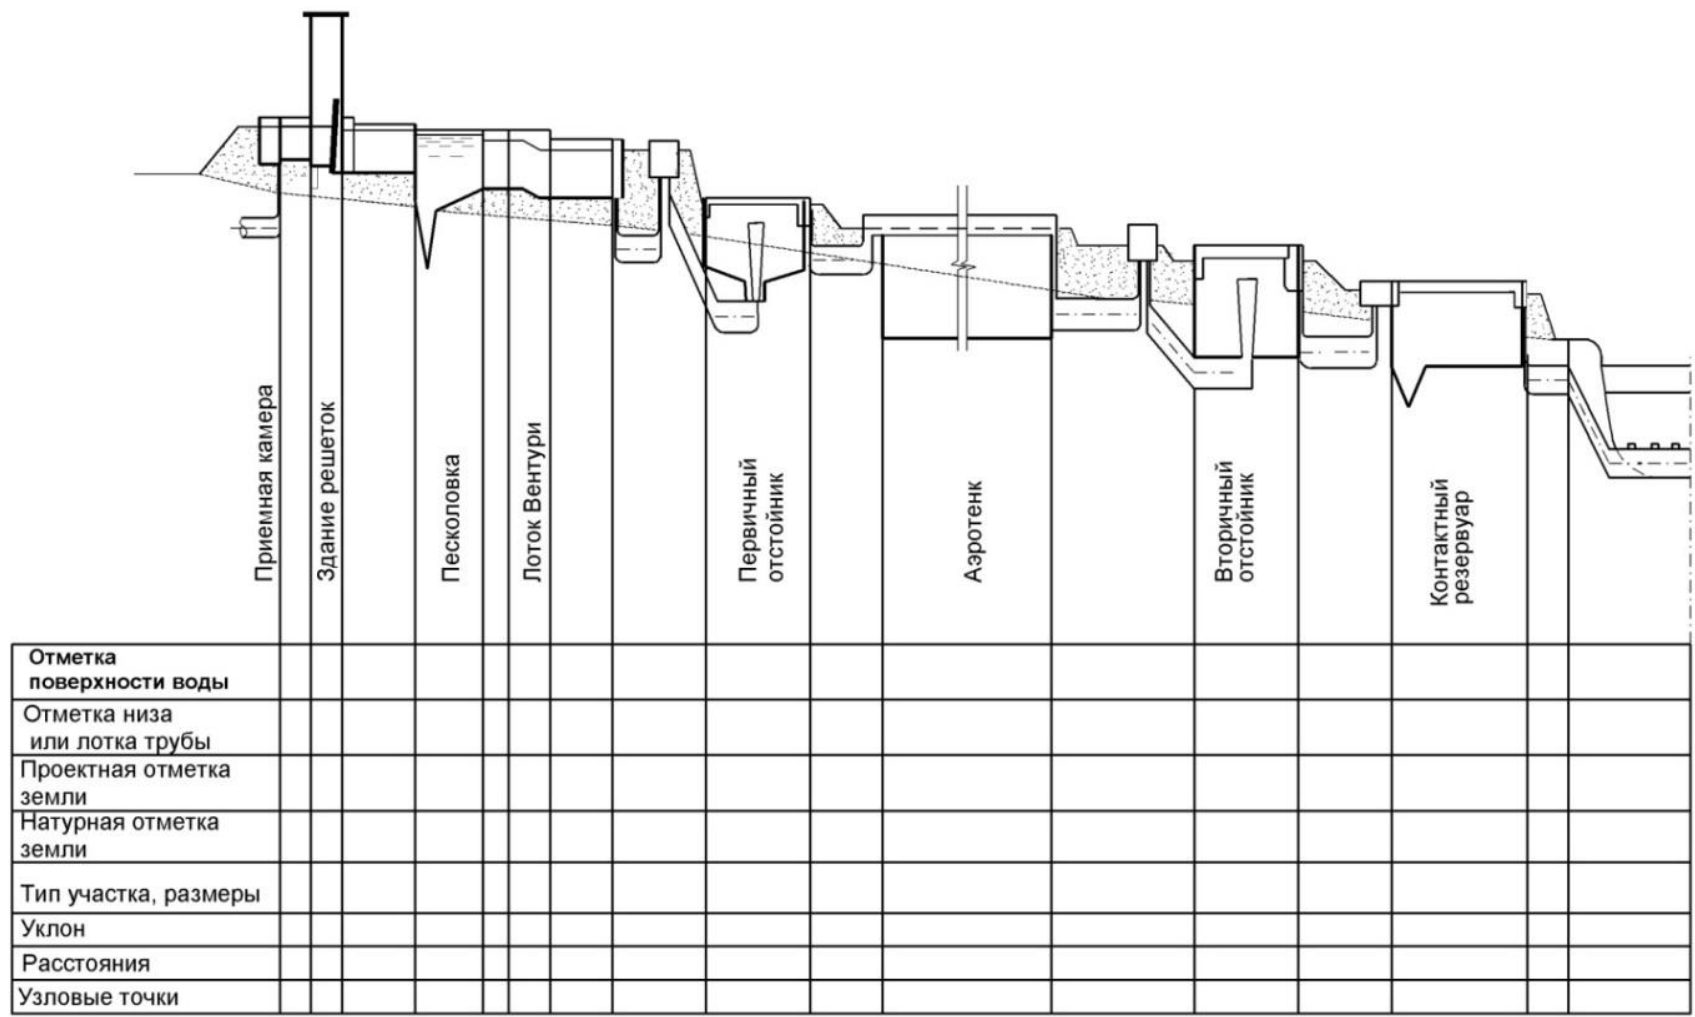 Приемная камера
Здание решеток
Песколовка
Лоток Вентури
Первичный
отстойник
Аэротенк
Вторичный
отстойник
Контактный
резервуар
Отметка
поверхности воды
Отметка низа
или лотка трубы
Проектная отметка
земли
Натурная отметка
земли
Тип участка, размеры
Уклон
Расстояния
Узловые точки